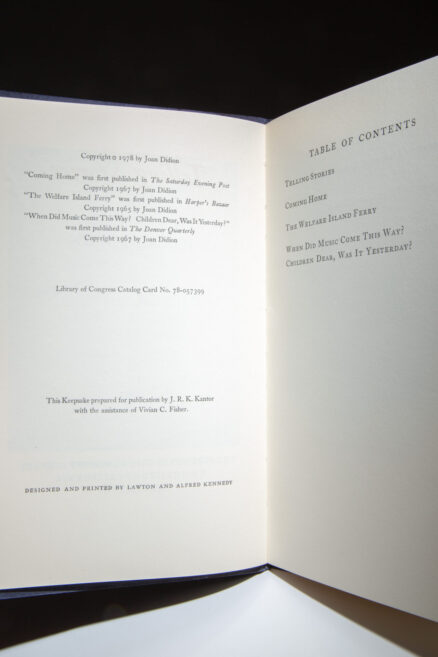 Copyright © 1978 by Joan Didion
"Coming Home" was first published in The Saturday Evening Post
Copyright 1967 by Joan Didion
"The Welfare Island Ferry" was first published in Harper's Bazaar
Copyright 1965 by Joan Didion
"When Did Music Come This Way? Children Dear, Was It Yesterday?"
was first published in The Denver Quarterly
Copyright 1967 by Joan Didion
Library of Congress Catalog Card No. 78-057399
This Keepsake prepared for publication by J. R. K. Kantor
with the assistance of Vivian C. Fisher.
DESIGNED AND PRINTED BY LAWTON AND ALFRED KENNEDY
TABLE OF CONTENTS
TELLING STORIES
COMING HOME
THE WELFARE ISLAND FERRY
WHEN DID MUSIC COME THIS WAY?
CHILDREN DEAR, WAS IT YESTERDAY?